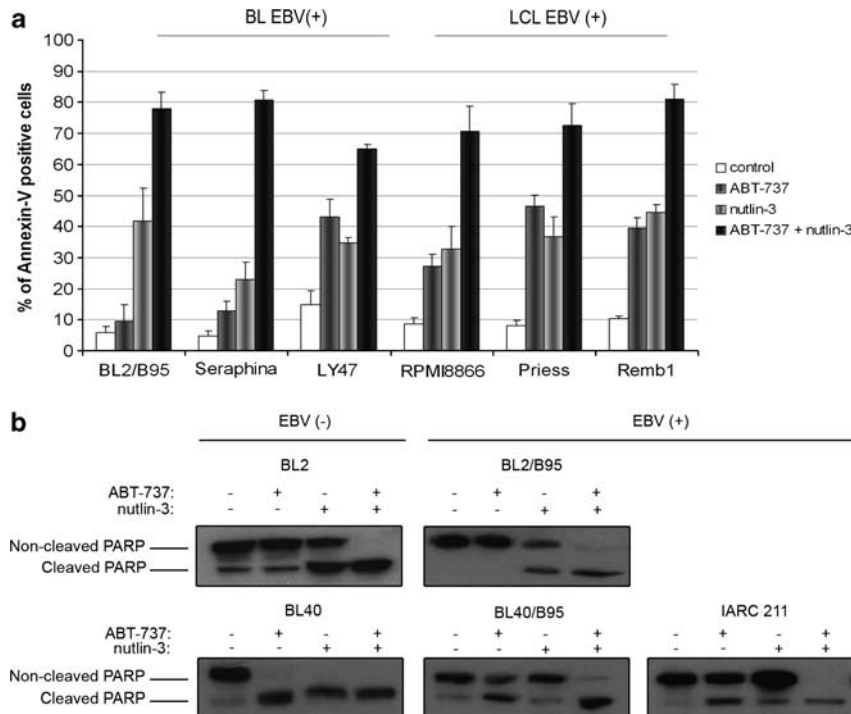 a
BL EBV(+) LCL EBV (+)
% of Annexin-V positive cells
100
90
80
70
60
50
40
30
20
10
0
BL2/B95 Seraphina LY47 RPMI8866 Priess Remb1
control
ABT-737
nutlin-3
ABT-737 + nutlin-3
b
EBV (-) EBV (+)
BL2 BL2/B95
ABT-737: - + - + - + - +
nutlin-3: - - + + - - + +
Non-cleaved PARP
Cleaved PARP
BL40 BL40/B95 IARC 211
ABT-737: - + - + - + - + - + - +
nutlin-3: - - + + - - + + - - + +
Non-cleaved PARP
Cleaved PARP